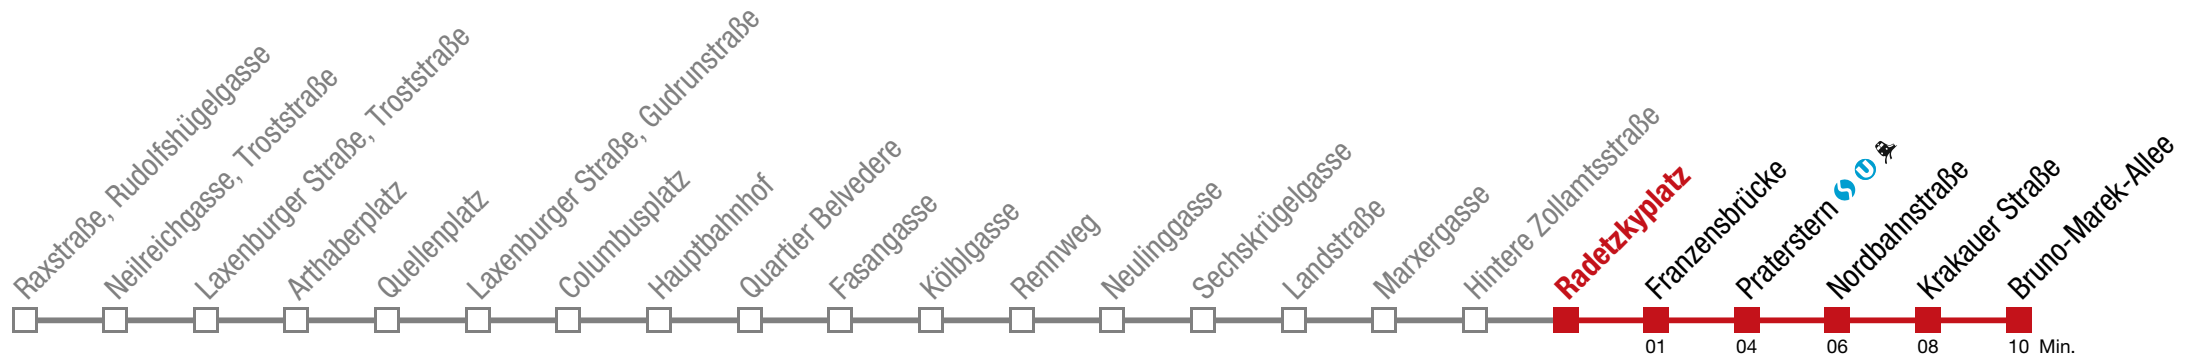 Raxstraße, Rudolfshügelgasse
Neilreichgasse, Troststraße
Laxenburger Straße, Troststraße
Arthaberplatz
Quellenplatz
Laxenburger Straße, Gudrunstraße
Columbusplatz
Hauptbahnhof
Quartier Belvedere
Fasangasse
Kölblgasse
Rennweg
Neulinggasse
Sechskrügelgasse
Landstraße
Marxergasse
Hintere Zollamtsstraße
Radetzkyplatz
Franzensbrücke
Praterstern S U
Nordbahnstraße
Krakauer Straße
Bruno-Marek-Allee
01 04 06 08 10 Min.